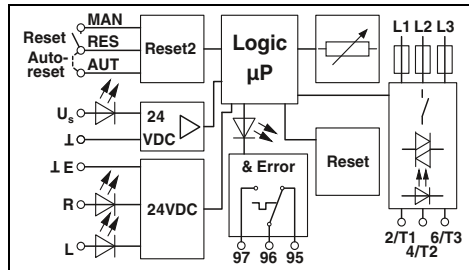 MAN
Reset
RES
Auto-
reset
AUT
Reset2
Logic
µP
L1 L2 L3
Us
24
VDC
⊥
⊥ E
R
24VDC
L
& Error
Reset
97 96 95
2/T1 6/T3
4/T2